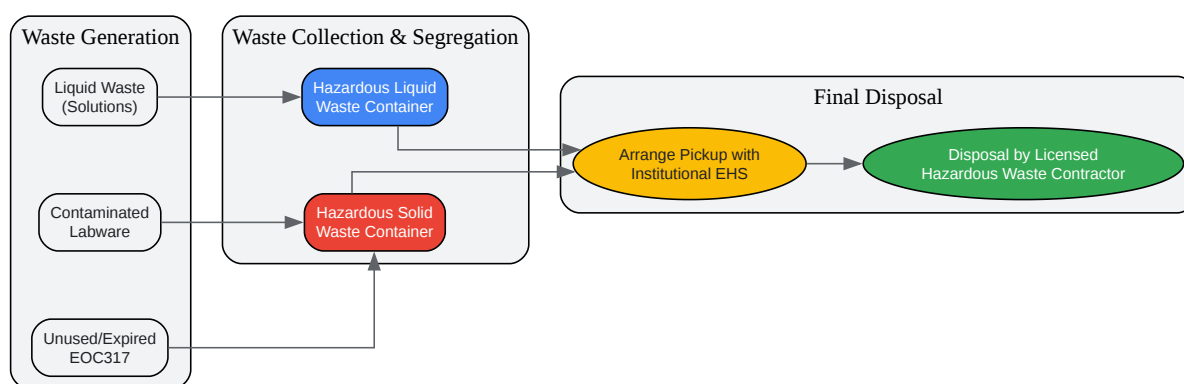 Waste Generation
Liquid Waste
(Solutions)
Contaminated
Labware
Unused/Expired
EOC317
Waste Collection & Segregation
Hazardous Liquid
Waste Container
Hazardous Solid
Waste Container
Final Disposal
Arrange Pickup with
Institutional EHS
Disposal by Licensed
Hazardous Waste Contractor